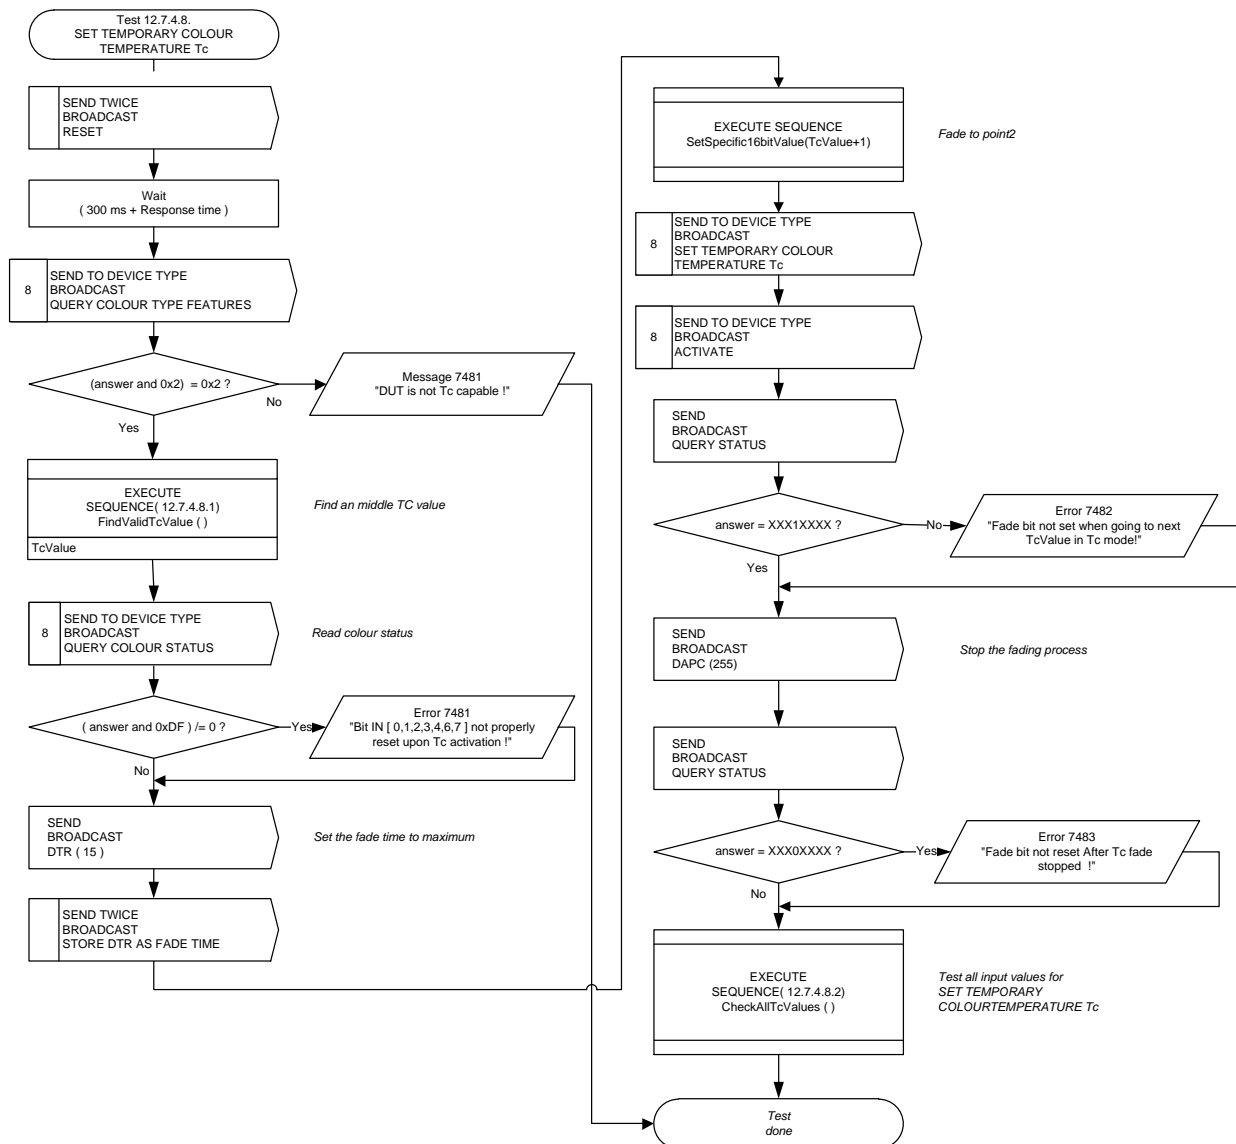 Test 12.7.4.8.
SET TEMPORARY COLOUR
TEMPERATURE Tc
SEND TWICE
BROADCAST
RESET
Wait
( 300 ms + Response time )
8
SEND TO DEVICE TYPE
BROADCAST
QUERY COLOUR TYPE FEATURES
(answer and 0x2)  = 0x2 ?
No
Yes
Message 7481
"DUT is not Tc capable !"
EXECUTE
SEQUENCE( 12.7.4.8.1)
FindValidTcValue ( )
TcValue
Find an middle TC value
8
SEND TO DEVICE TYPE
BROADCAST
QUERY COLOUR STATUS
Read colour status
( answer and 0xDF ) /= 0 ?
Yes
No
Error 7481
"Bit IN [ 0,1,2,3,4,6,7 ] not properly
reset upon Tc activation !"
SEND
BROADCAST
DTR ( 15 )
Set the fade time to maximum
SEND TWICE
BROADCAST
STORE DTR AS FADE TIME
EXECUTE SEQUENCE
SetSpecific16bitValue(TcValue+1)
Fade to point2
8
SEND TO DEVICE TYPE
BROADCAST
SET TEMPORARY COLOUR
TEMPERATURE Tc
8
SEND TO DEVICE TYPE
BROADCAST
ACTIVATE
SEND
BROADCAST
QUERY STATUS
answer = XXX1XXXX ?
No
Yes
Error 7482
"Fade bit not set when going to next
TcValue in Tc mode!"
SEND
BROADCAST
DAPC (255)
Stop the fading process
SEND
BROADCAST
QUERY STATUS
answer = XXX0XXXX ?
Yes
No
Error 7483
"Fade bit not reset After Tc fade
stopped  !"
EXECUTE
SEQUENCE( 12.7.4.8.2)
CheckAllTcValues ( )
Test all input values for
SET TEMPORARY
COLOURTEMPERATURE Tc
Test
done